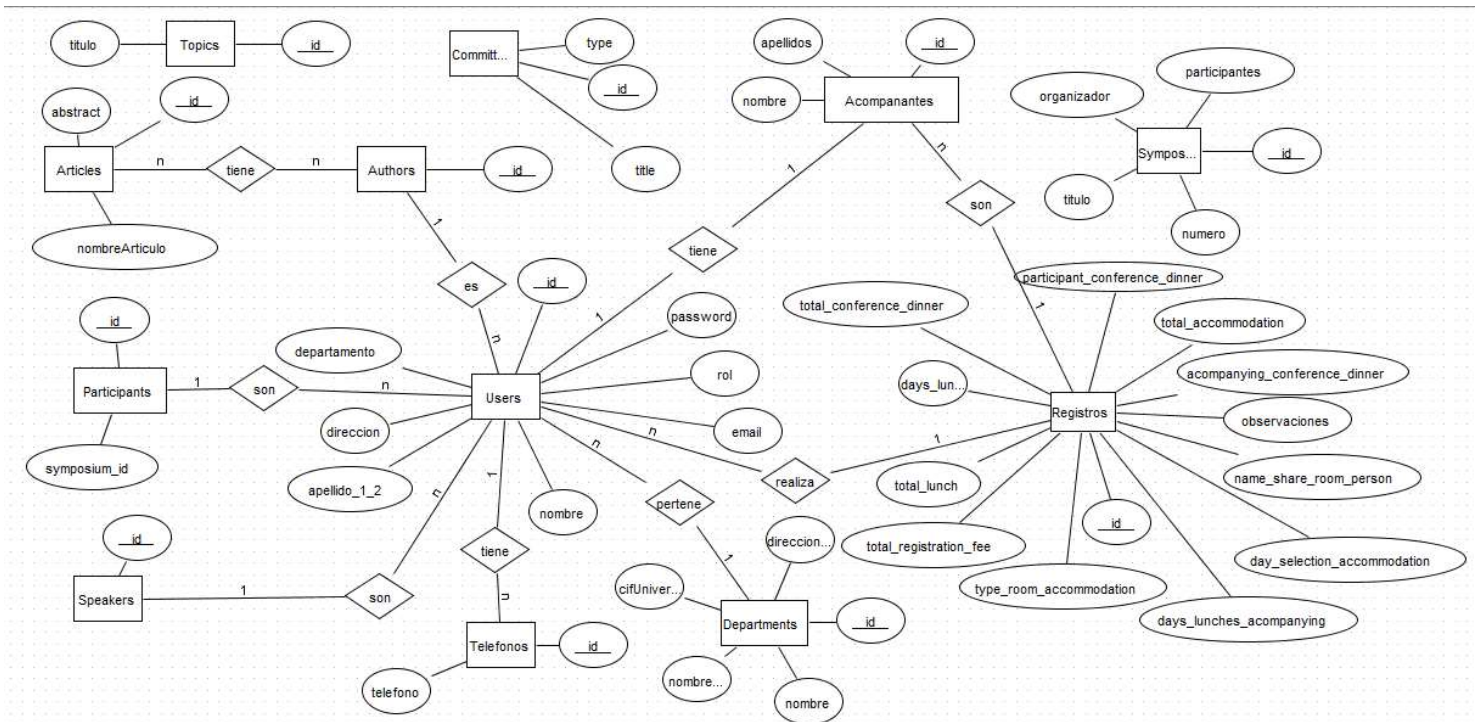 titulo
Topics
id
Committ...
type
id
title
apellidos
id
nombre
Acompanantes
participantes
organizador
Sympos...
id
titulo
numero
abstract
id
Articles
n
tiene
n
Authors
id
nombreArticulo
1
es
n
tiene
1
1
n
son
1
id
Participants
1
son
n
symposium_id
departamento
id
password
rol
Users
direccion
email
apellido_1_2
nombre
n
realiza
1
n
pertene
1
participant_conference_dinner
total_conference_dinner
total_accommodation
acompanying_conference_dinner
days_lun...
Registros
observaciones
total_lunch
name_share_room_person
id
total_registration_fee
day_selection_accommodation
type_room_accommodation
days_lunches_acompanying
id
Speakers
1
son
n
1
tiene
n
Telefonos
id
telefono
direccion...
cifUniver...
Departments
id
nombre...
nombre